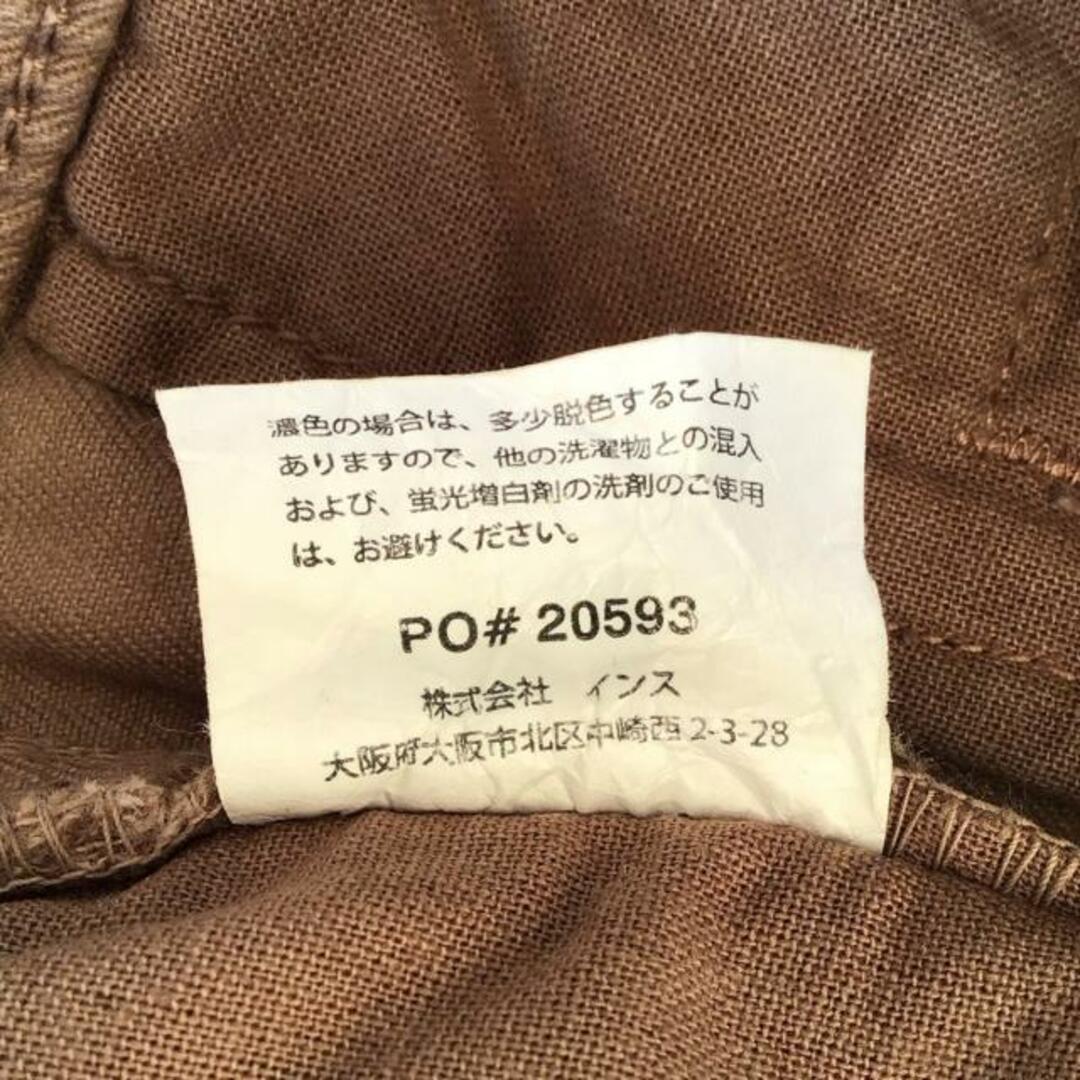 濃色の場合は、多少脱色することが
ありますので、他の洗濯物との混入
および、蛍光増白剤の洗剤のご使用
は、お避けください。
PO# 20593
株式会社 インス
大阪府大阪市北区中崎西2-3-28